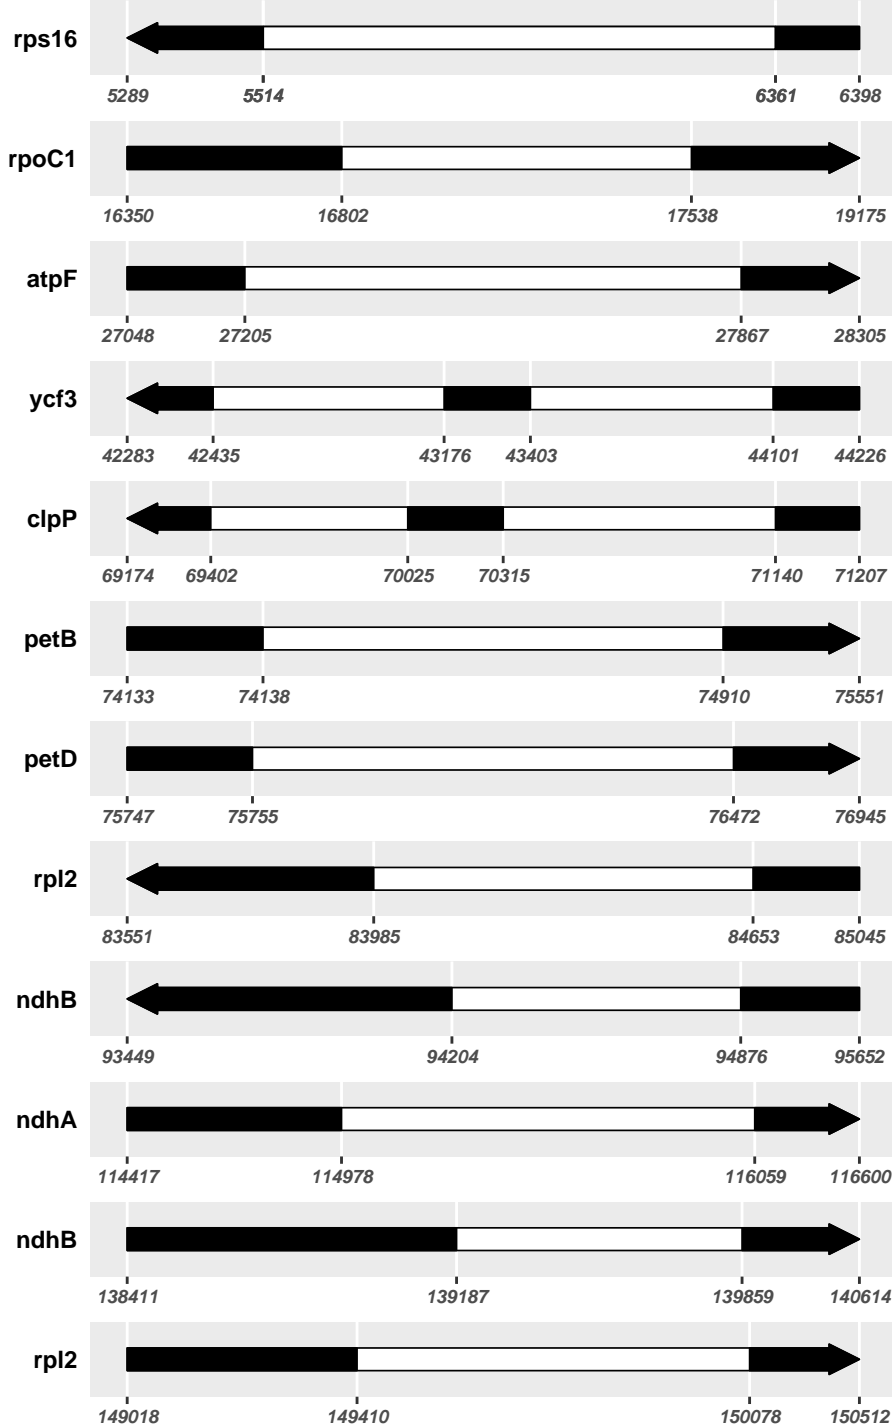 rps16
5289 5514 6361 6398
rpoC1
16350 16802 17538 19175
atpF
27048 27205 27867 28305
ycf3
42283 42435 43176 43403 44101 44226
clpP
69174 69402 70025 70315 71140 71207
petB
74133 74138 74910 75551
petD
75747 75755 76472 76945
rpl2
83551 83985 84653 85045
ndhB
93449 94204 94876 95652
ndhA
114417 114978 116059 116600
ndhB
138411 139187 139859 140614
rpl2
149018 149410 150078 150512